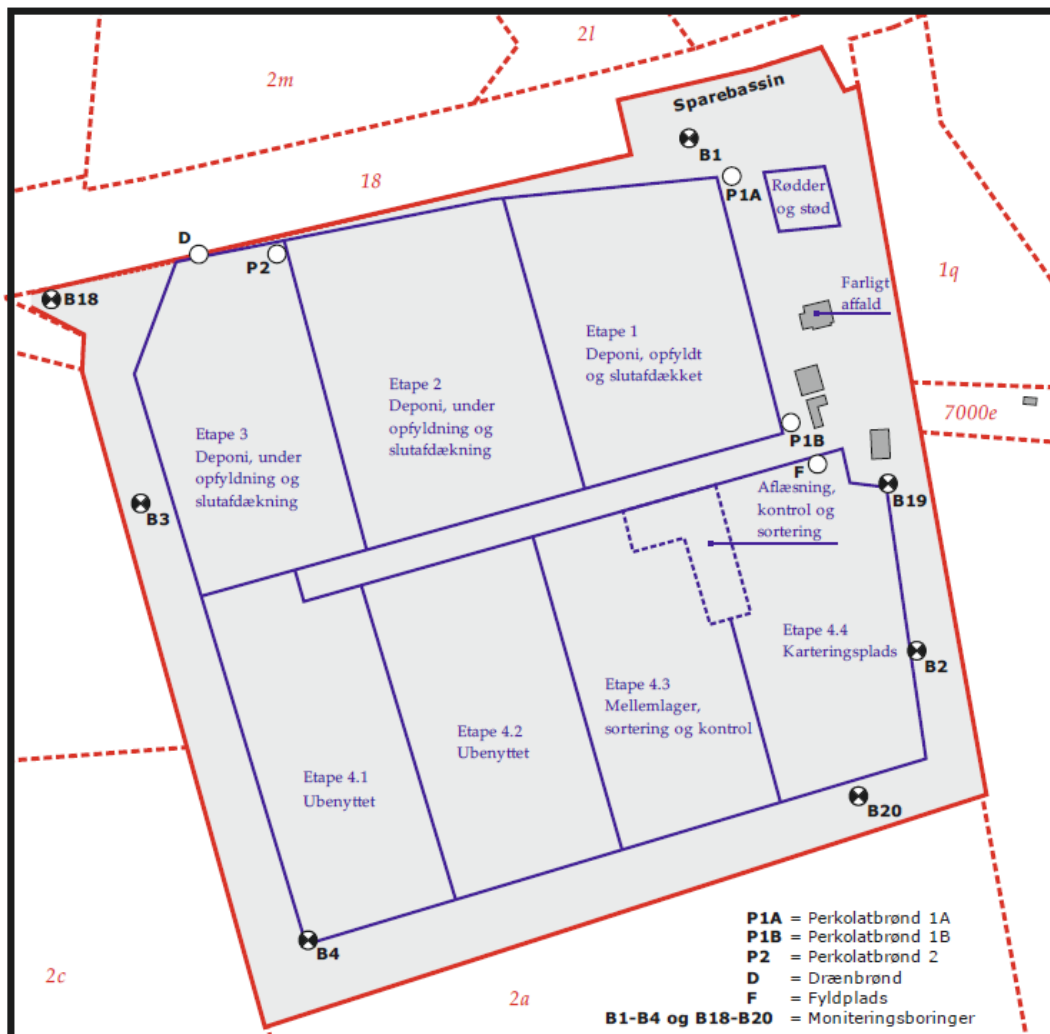 2l
2m
Sparebassin
B1
18
P1A
Rødder
og stød
D
P2
1q
B18
Farligt
affald
Etape 1
Deponi, opfyldt
og slutafdækket
Etape 2
Deponi, under
opfyldning og
slutafdækning
7000e
Etape 3
Deponi, under
opfyldning og
slutafdækning
P1B
F
Aflæsning,
kontrol og
sortering
B19
B3
Etape 4.4
Karteringsplads
B2
Etape 4.3
Mellemlager,
sortering og kontrol
Etape 4.2
Ubenyttet
Etape 4.1
Ubenyttet
B20
B4
2c
2a
P1A = Perkolatbrønd 1A
P1B = Perkolatbrønd 1B
P2 = Perkolatbrønd 2
D = Drænbrønd
F = Fyldplads
B1-B4 og B18-B20 = Moniteringsboringer